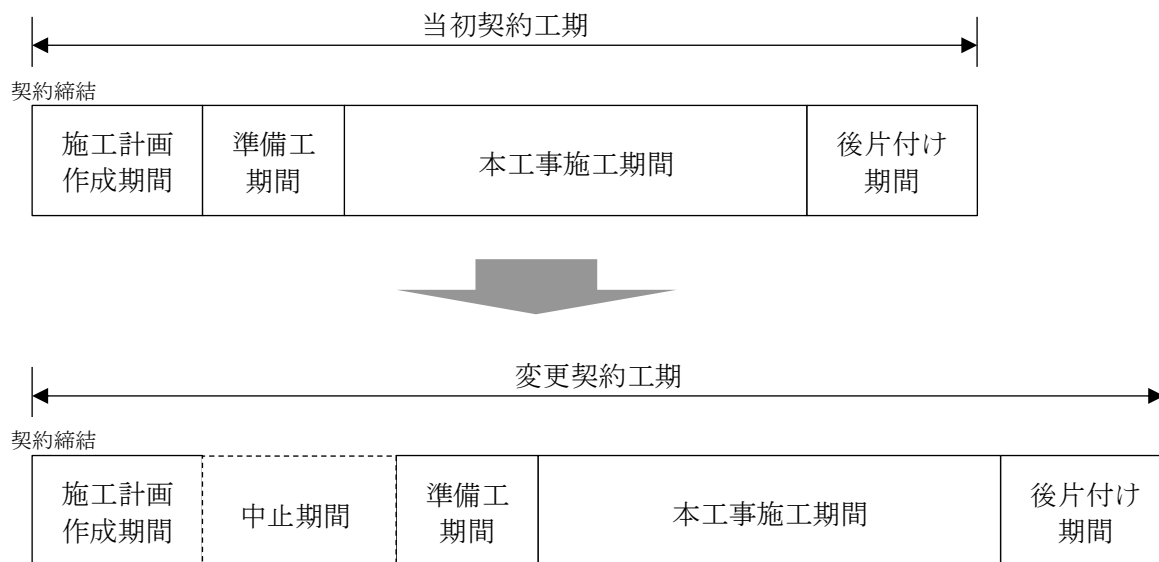 当初契約工期
契約締結
施工計画
作成期間
準備工
期間
本工事施工期間
後片付け
期間
変更契約工期
契約締結
施工計画
作成期間
中止期間
準備工
期間
本工事施工期間
後片付け
期間